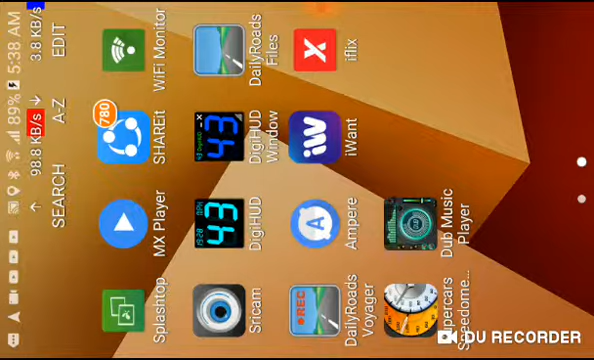 98.8 KB/s 3.8 KB/s 89% 5:38 AM
SEARCH A-Z EDIT
Splashtop
MX Player
SHAREit
780
WiFi Monitor
Sricam
DigiHUD
DigiHUD
Window
DailyRoads
Files
DailyRoads
Voyager
REC
Ampere
iWant
iW
iflix
Supercars
Speedome...
Dub Music
Player
DUB
DU RECORDER